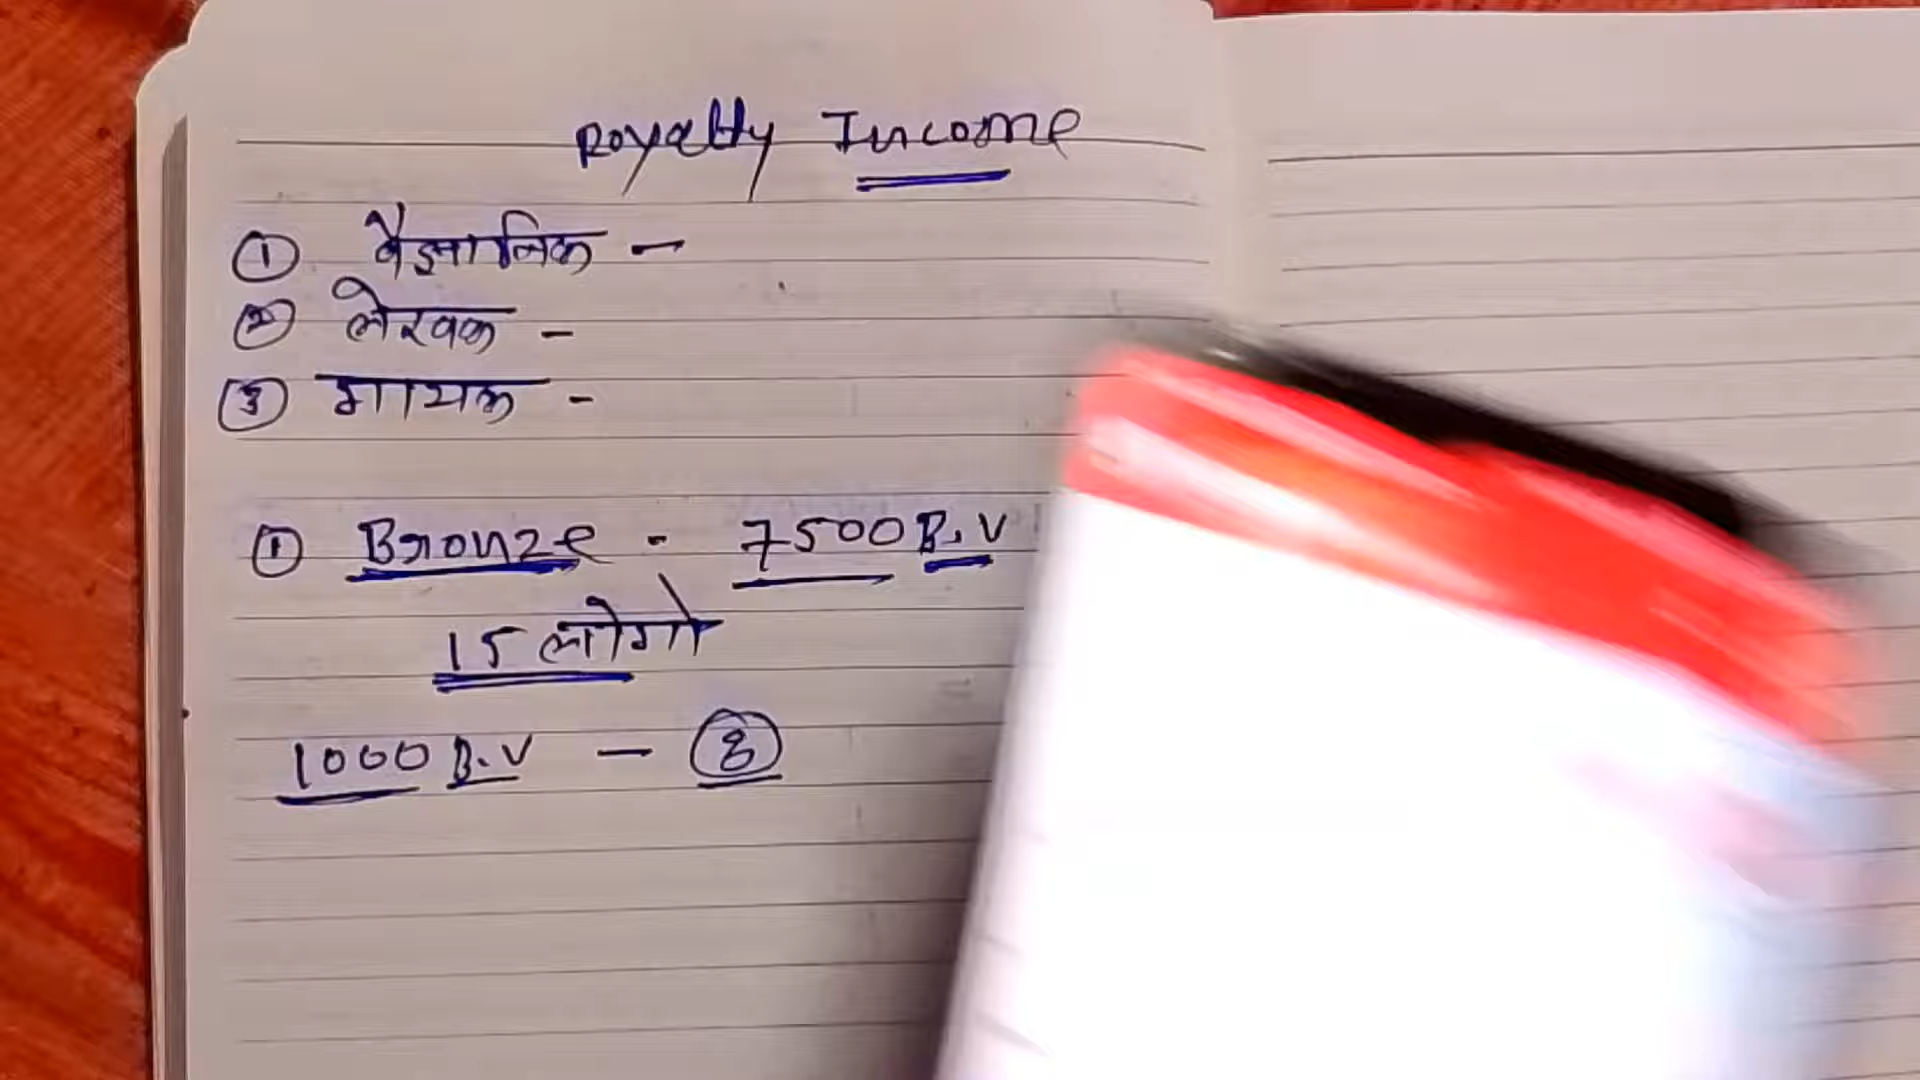 Royalty Income
① वैज्ञानिक -
② लेखक -
③ गायक -
① Bronze - 7500 B.V
15 लोगो
1000 B.V - ⑧